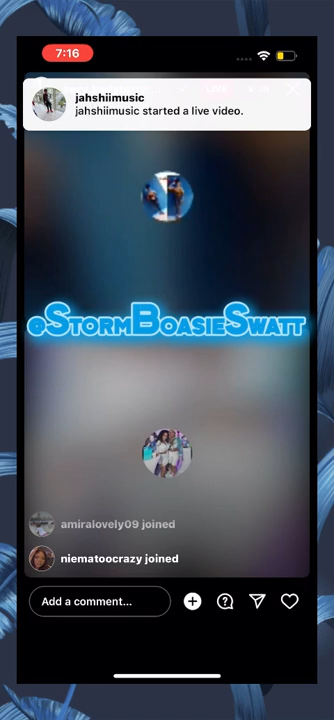 7:16
jahshiimusic
jahshiimusic started a live video.
@StormBoasieSwatt
amiralovely09 joined
niematoocrazy joined
Add a comment...